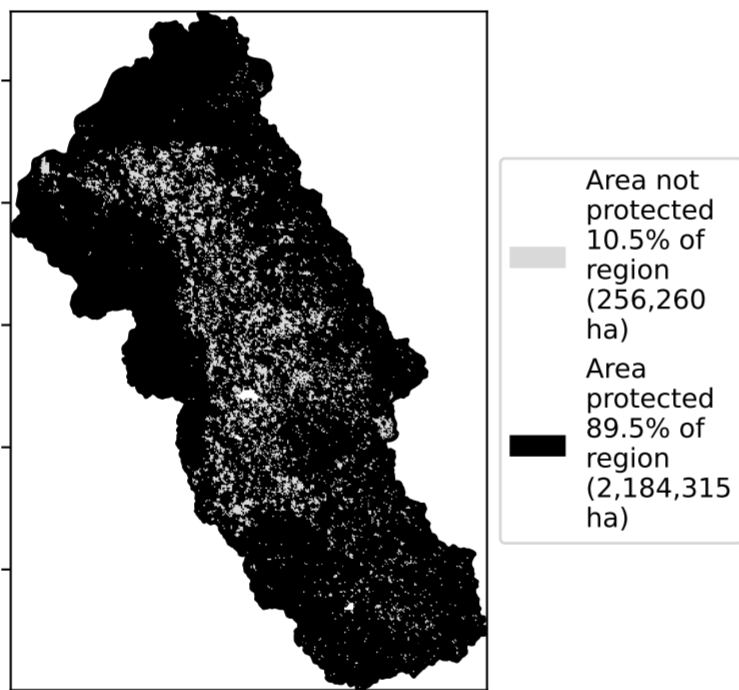 Area not
protected
10.5% of
region
(256,260
ha)
Area
protected
89.5% of
region
(2,184,315
ha)